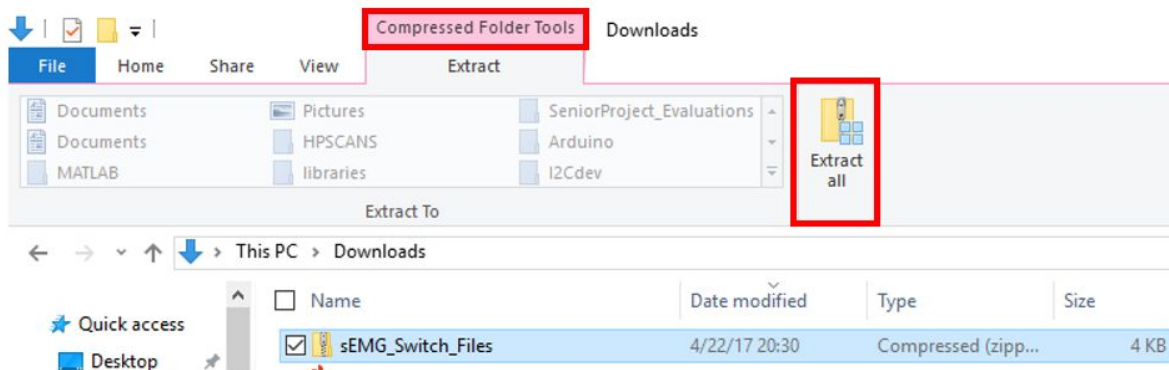 Compressed Folder Tools Downloads
File Home Share View Extract
Documents Pictures SeniorProject_Evaluations
Documents HPSCANS Arduino
MATLAB libraries I2Cdev
Extract
all
Extract To
This PC > Downloads
Name Date modified Type Size
Quick access
sEMG_Switch_Files 4/22/17 20:30 Compressed (zipp... 4 KB
Desktop